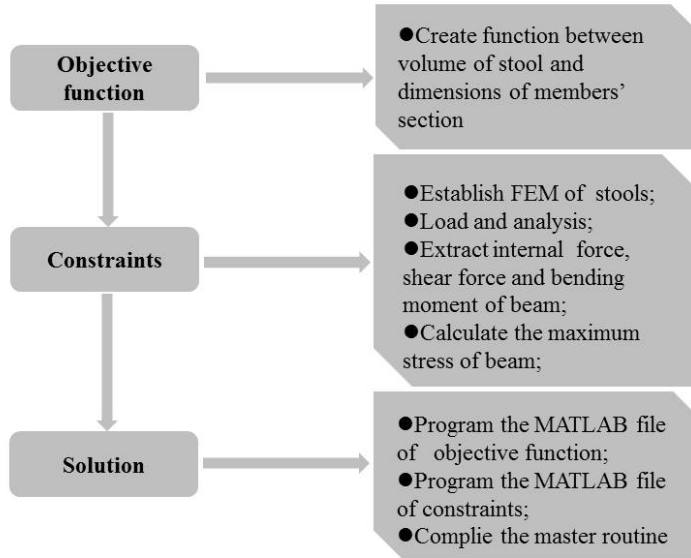 Objective
function
●Create function between
volume of stool and
dimensions of members'
section
Constraints
●Establish FEM of stools;
●Load and analysis;
●Extract internal force,
shear force and bending
moment of beam;
●Calculate the maximum
stress of beam;
Solution
●Program the MATLAB file
of objective function;
●Program the MATLAB file
of constraints;
●Complie the master routine